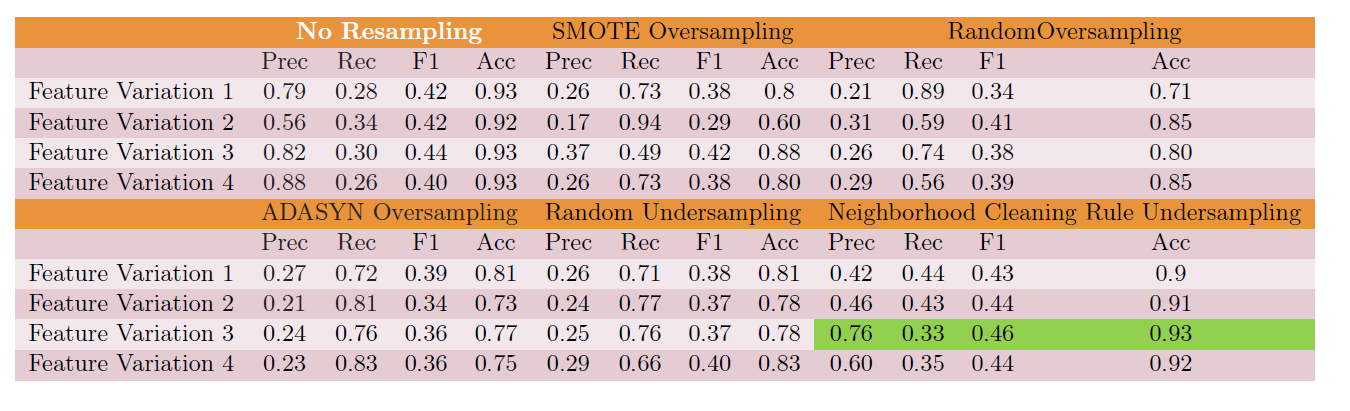 No Resampling SMOTE Oversampling RandomOversampling
Prec Rec F1 Acc Prec Rec F1 Acc Prec Rec F1 Acc
Feature Variation 1 0.79 0.28 0.42 0.93 0.26 0.73 0.38 0.8 0.21 0.89 0.34 0.71
Feature Variation 2 0.56 0.34 0.42 0.92 0.17 0.94 0.29 0.60 0.31 0.59 0.41 0.85
Feature Variation 3 0.82 0.30 0.44 0.93 0.37 0.49 0.42 0.88 0.26 0.74 0.38 0.80
Feature Variation 4 0.88 0.26 0.40 0.93 0.26 0.73 0.38 0.80 0.29 0.56 0.39 0.85
ADASYN Oversampling Random Undersampling Neighborhood Cleaning Rule Undersampling
Prec Rec F1 Acc Prec Rec F1 Acc Prec Rec F1 Acc
Feature Variation 1 0.27 0.72 0.39 0.81 0.26 0.71 0.38 0.81 0.42 0.44 0.43 0.9
Feature Variation 2 0.21 0.81 0.34 0.73 0.24 0.77 0.37 0.78 0.46 0.43 0.44 0.91
Feature Variation 3 0.24 0.76 0.36 0.77 0.25 0.76 0.37 0.78 0.76 0.33 0.46 0.93
Feature Variation 4 0.23 0.83 0.36 0.75 0.29 0.66 0.40 0.83 0.60 0.35 0.44 0.92